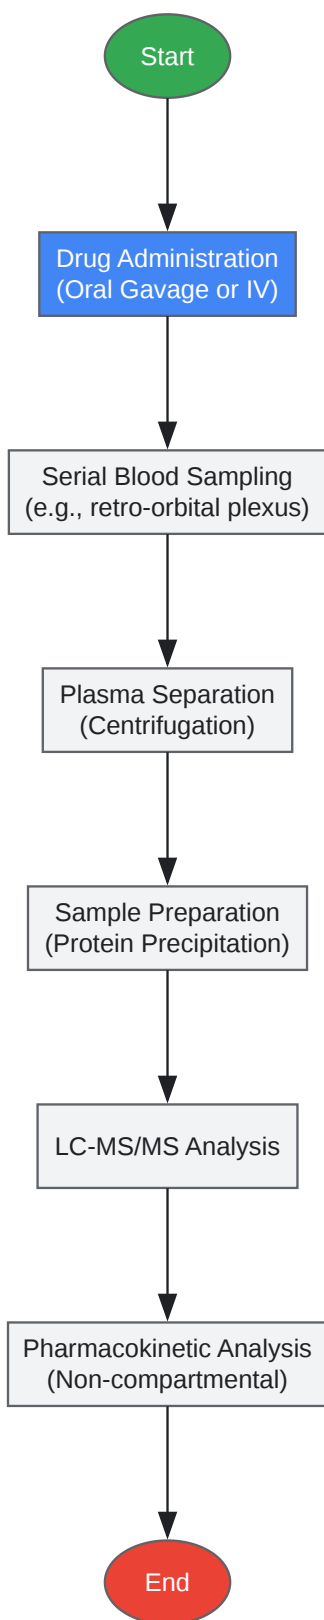 Start
Drug Administration
(Oral Gavage or IV)
Serial Blood Sampling
(e.g., retro-orbital plexus)
Plasma Separation
(Centrifugation)
Sample Preparation
(Protein Precipitation)
LC-MS/MS Analysis
Pharmacokinetic Analysis
(Non-compartmental)
End